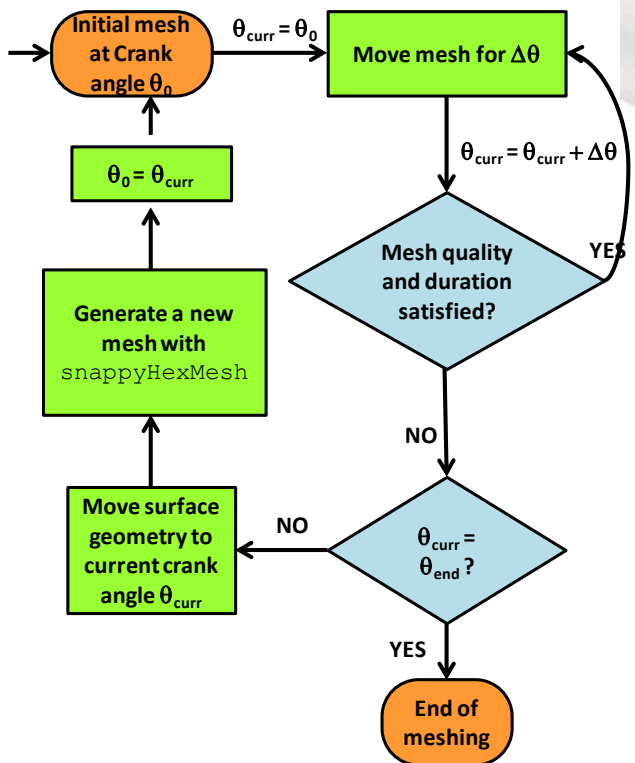 Initial mesh
at Crank
angle θ0
θcurr = θ0
Move mesh for Δθ
θcurr = θcurr + Δθ
θ0 = θcurr
Mesh quality
and duration
satisfied?
YES
Generate a new
mesh with
snappyHexMesh
NO
Move surface
geometry to
current crank
angle θcurr
NO
θcurr =
θend ?
YES
End of
meshing